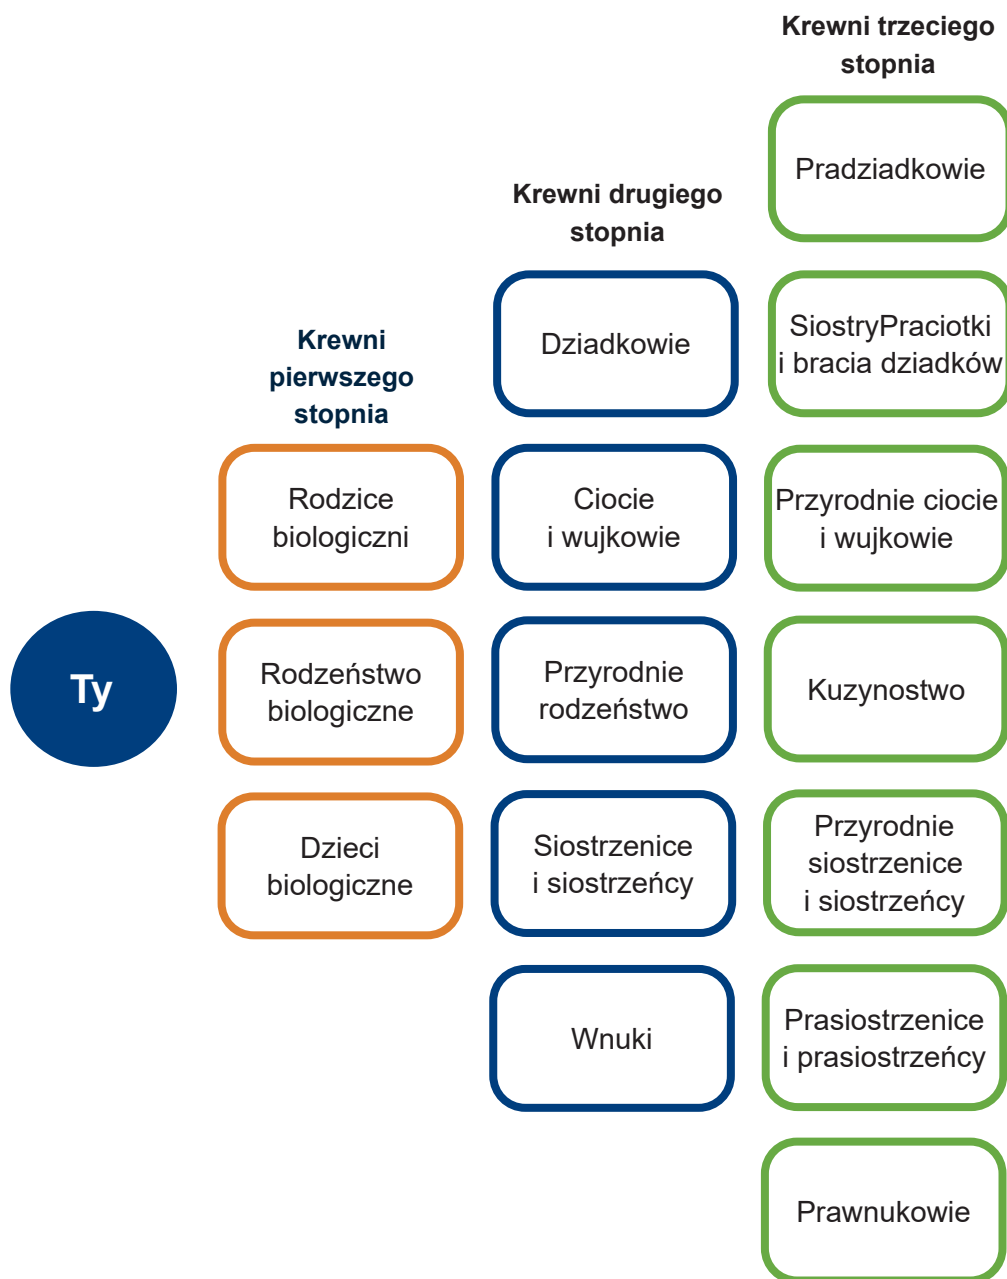 Krewni trzeciego
stopnia
Pradziadkowie
Krewni drugiego
stopnia
Dziadkowie
SiostryPraciotki
i bracia dziadków
Krewni
pierwszego
stopnia
Rodzice
biologiczni
Ciocie
i wujkowie
Przyrodnie ciocie
i wujkowie
Ty
Rodzeństwo
biologiczne
Przyrodnie
rodzeństwo
Kuzynostwo
Dzieci
biologiczne
Siostrzenice
i siostrzeńcy
Przyrodnie
siostrzenice
i siostrzeńcy
Wnuki
Prasiostrzenice
i prasiostrzeńcy
Prawnukowie